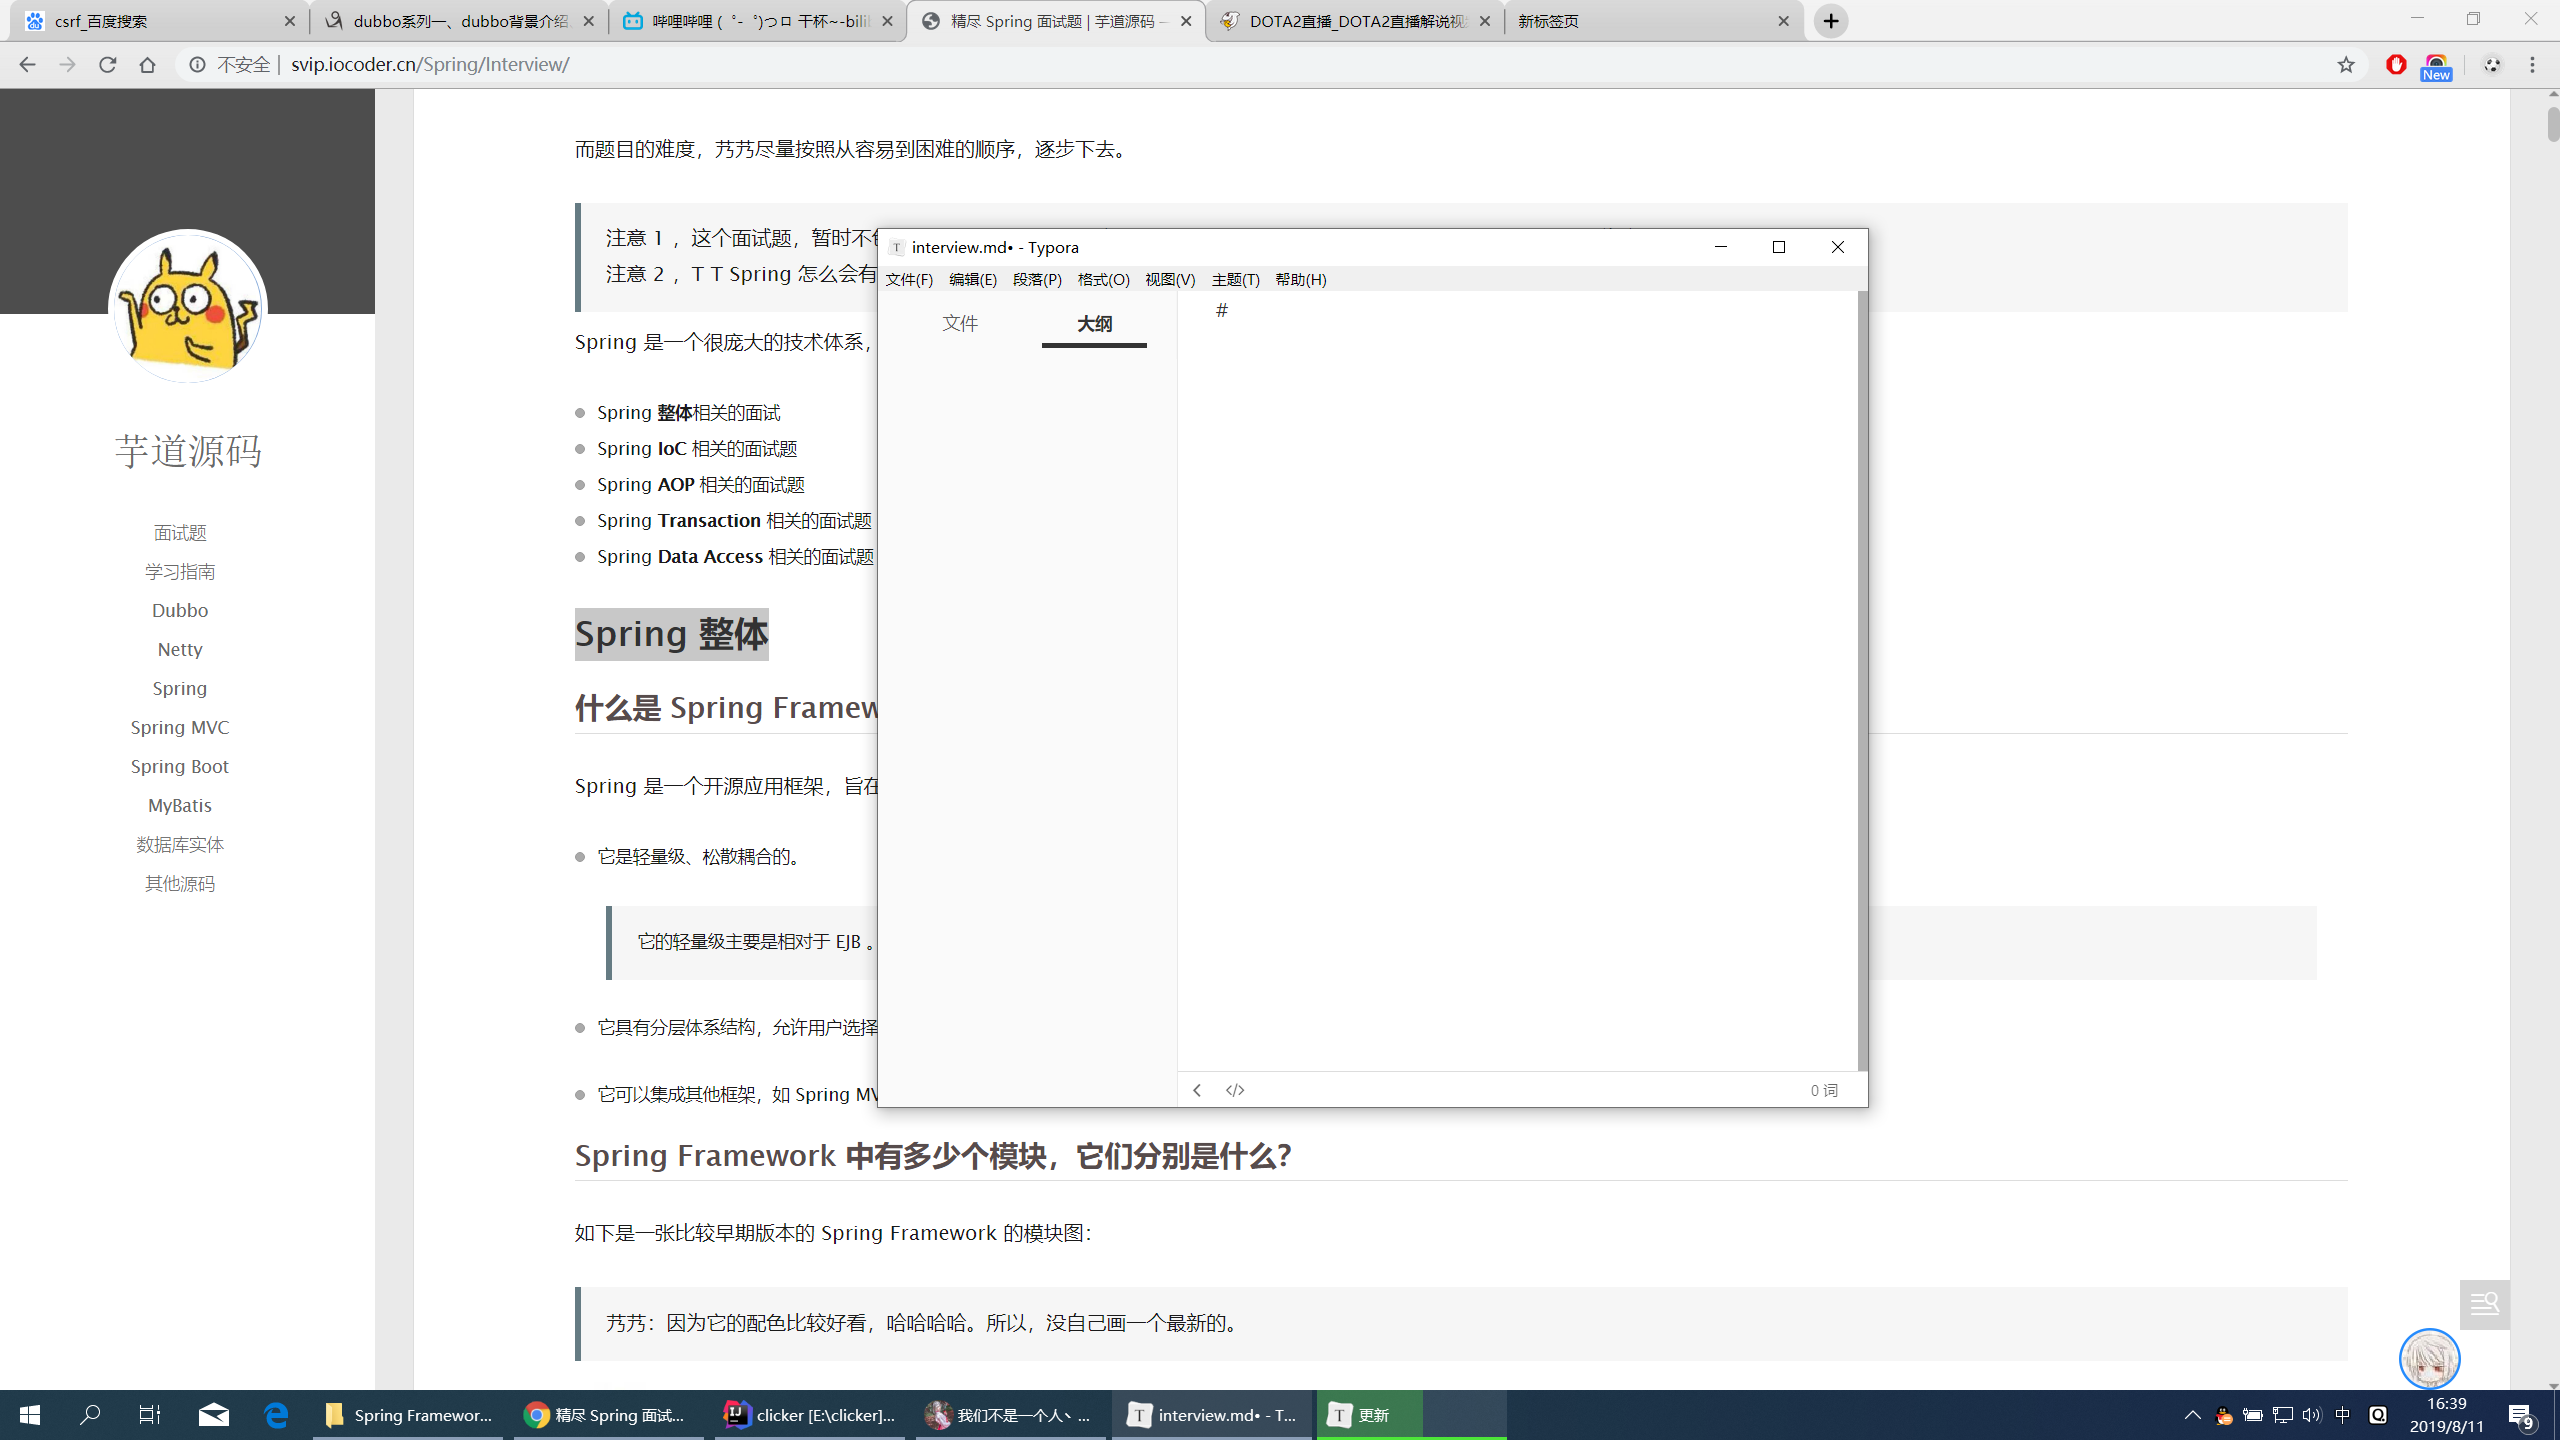 csrf_百度搜索
dubbo系列一、dubbo背景介绍
哔哩哔哩 ( ゜- ゜)つロ 干杯~-bili
精尽 Spring 面试题 | 芋道源码 —
DOTA2直播_DOTA2直播解说视
新标签页
不安全 | svip.iocoder.cn/Spring/Interview/
New
芋道源码
面试题
学习指南
Dubbo
Netty
Spring
Spring MVC
Spring Boot
MyBatis
数据库实体
其他源码
而题目的难度，艿艿尽量按照从容易到困难的顺序，逐步下去。
注意 1 ，这个面试题，暂时不
注意 2 ，T T Spring 怎么会有
Spring 是一个很庞大的技术体系，
Spring 整体相关的面试
Spring IoC 相关的面试题
Spring AOP 相关的面试题
Spring Transaction 相关的面试题
Spring Data Access 相关的面试题
Spring 整体
什么是 Spring Framew
Spring 是一个开源应用框架，旨在
它是轻量级、松散耦合的。
它的轻量级主要是相对于 EJB 。
它具有分层体系结构，允许用户选择
它可以集成其他框架，如 Spring MV
Spring Framework 中有多少个模块，它们分别是什么？
如下是一张比较早期版本的 Spring Framework 的模块图：
艿艿：因为它的配色比较好看，哈哈哈哈。所以，没自己画一个最新的。
interview.md• - Typora
文件(F) 编辑(E) 段落(P) 格式(O) 视图(V) 主题(T) 帮助(H)
文件 大纲
#
0 词
Spring Framewor...
精尽 Spring 面试...
clicker [E:\clicker]...
我们不是一个人丶...
interview.md• - T...
更新
中
16:39
2019/8/11
9